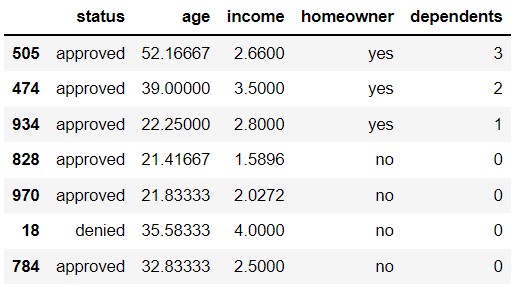 status age income homeowner dependents
505 approved 52.16667 2.6600 yes 3
474 approved 39.00000 3.5000 yes 2
934 approved 22.25000 2.8000 yes 1
828 approved 21.41667 1.5896 no 0
970 approved 21.83333 2.0272 no 0
18 denied 35.58333 4.0000 no 0
784 approved 32.83333 2.5000 no 0